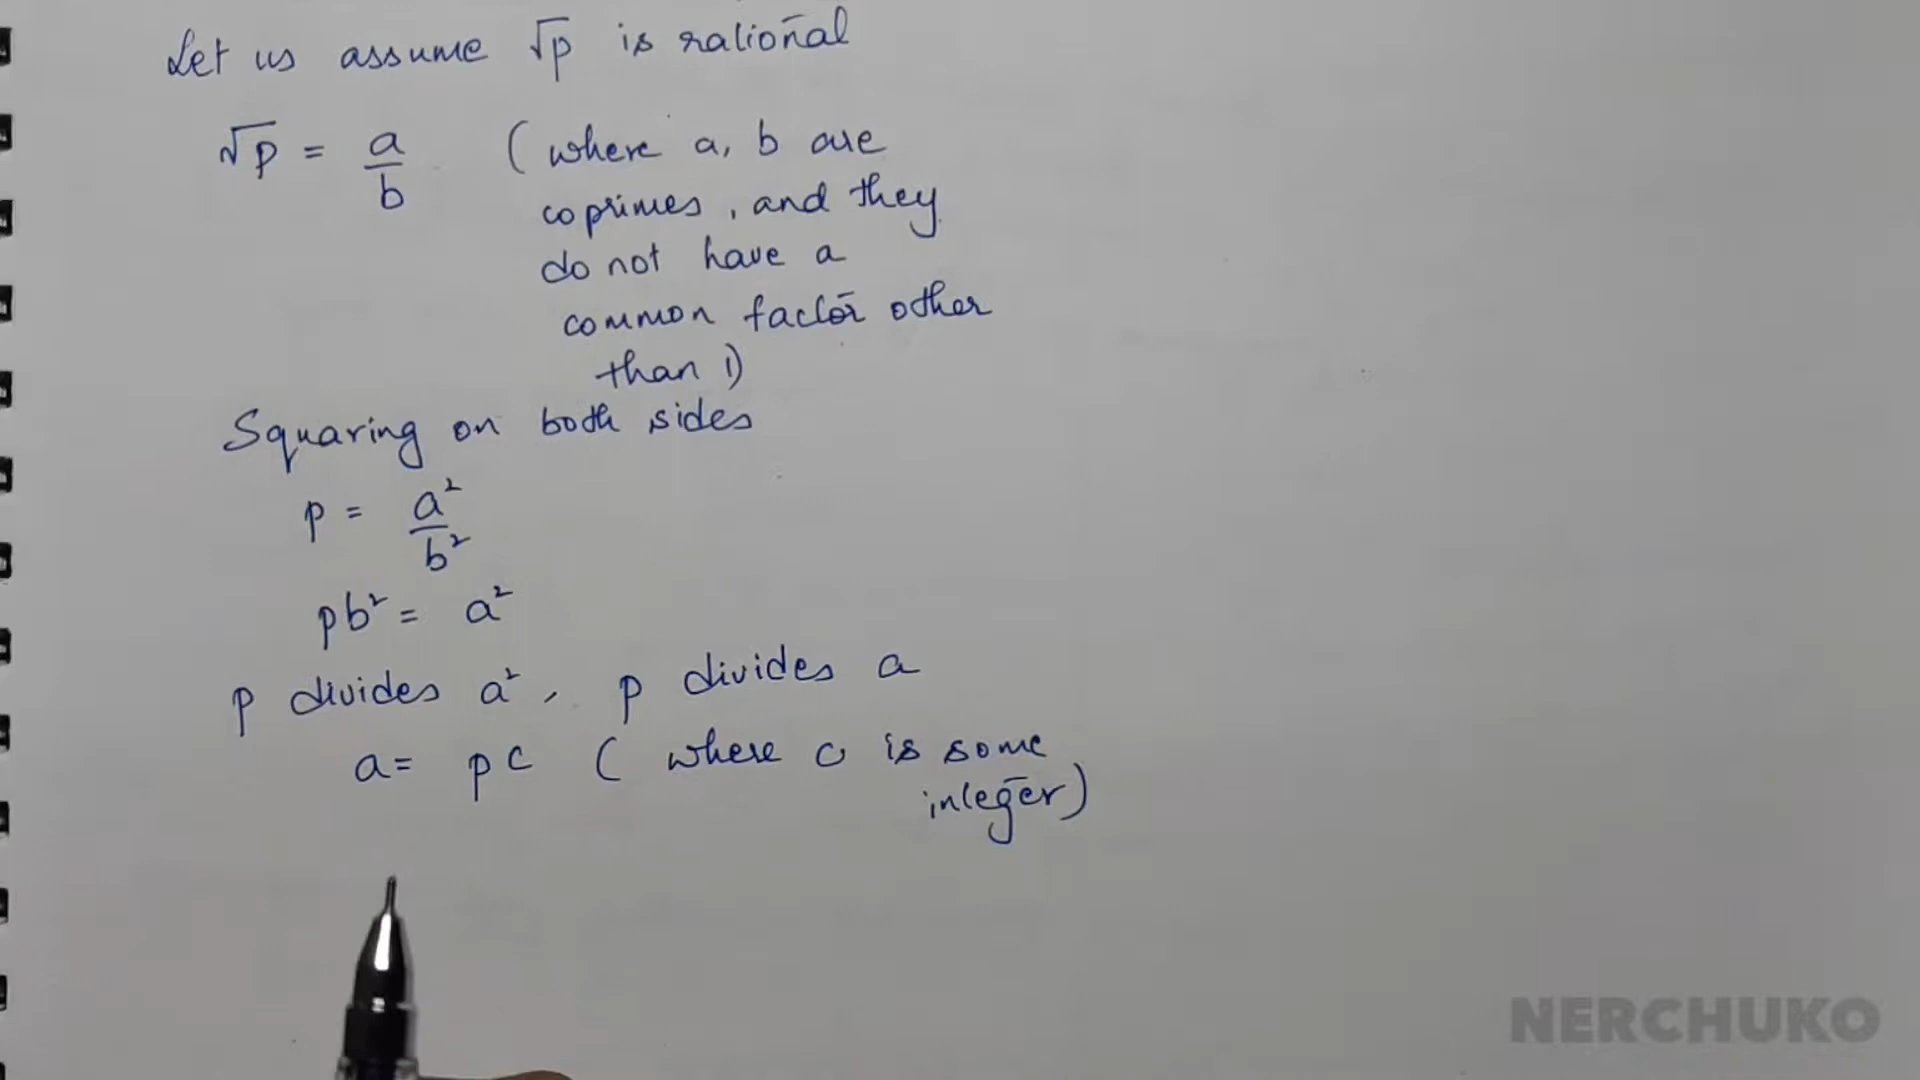 Let us assume √p is rational
√p = a/b (where a, b are
coprimes, and they
do not have a
common factor other
than 1)
Squaring on both sides
p = a²/b²
pb² = a²
p divides a², p divides a
a = pc (where c is some
integer)
NERCHUKO